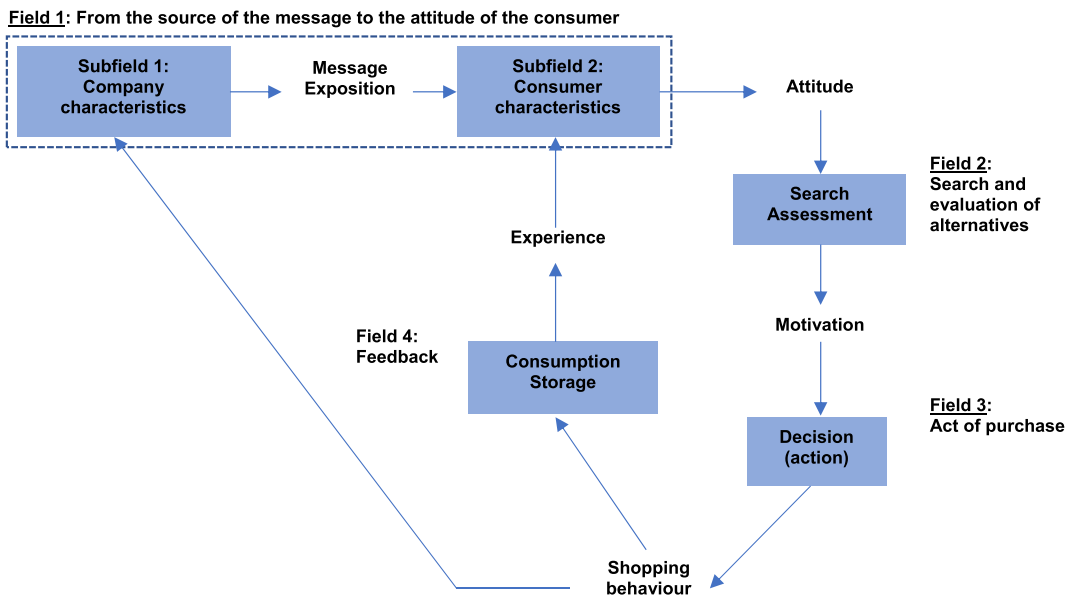 Field 1: From the source of the message to the attitude of the consumer
Subfield 1:
Company
characteristics
Message
Exposition
Subfield 2:
Consumer
characteristics
Attitude
Search
Assessment
Field 2:
Search and
evaluation of
alternatives
Experience
Motivation
Field 4:
Feedback
Consumption
Storage
Decision
(action)
Field 3:
Act of purchase
Shopping
behaviour